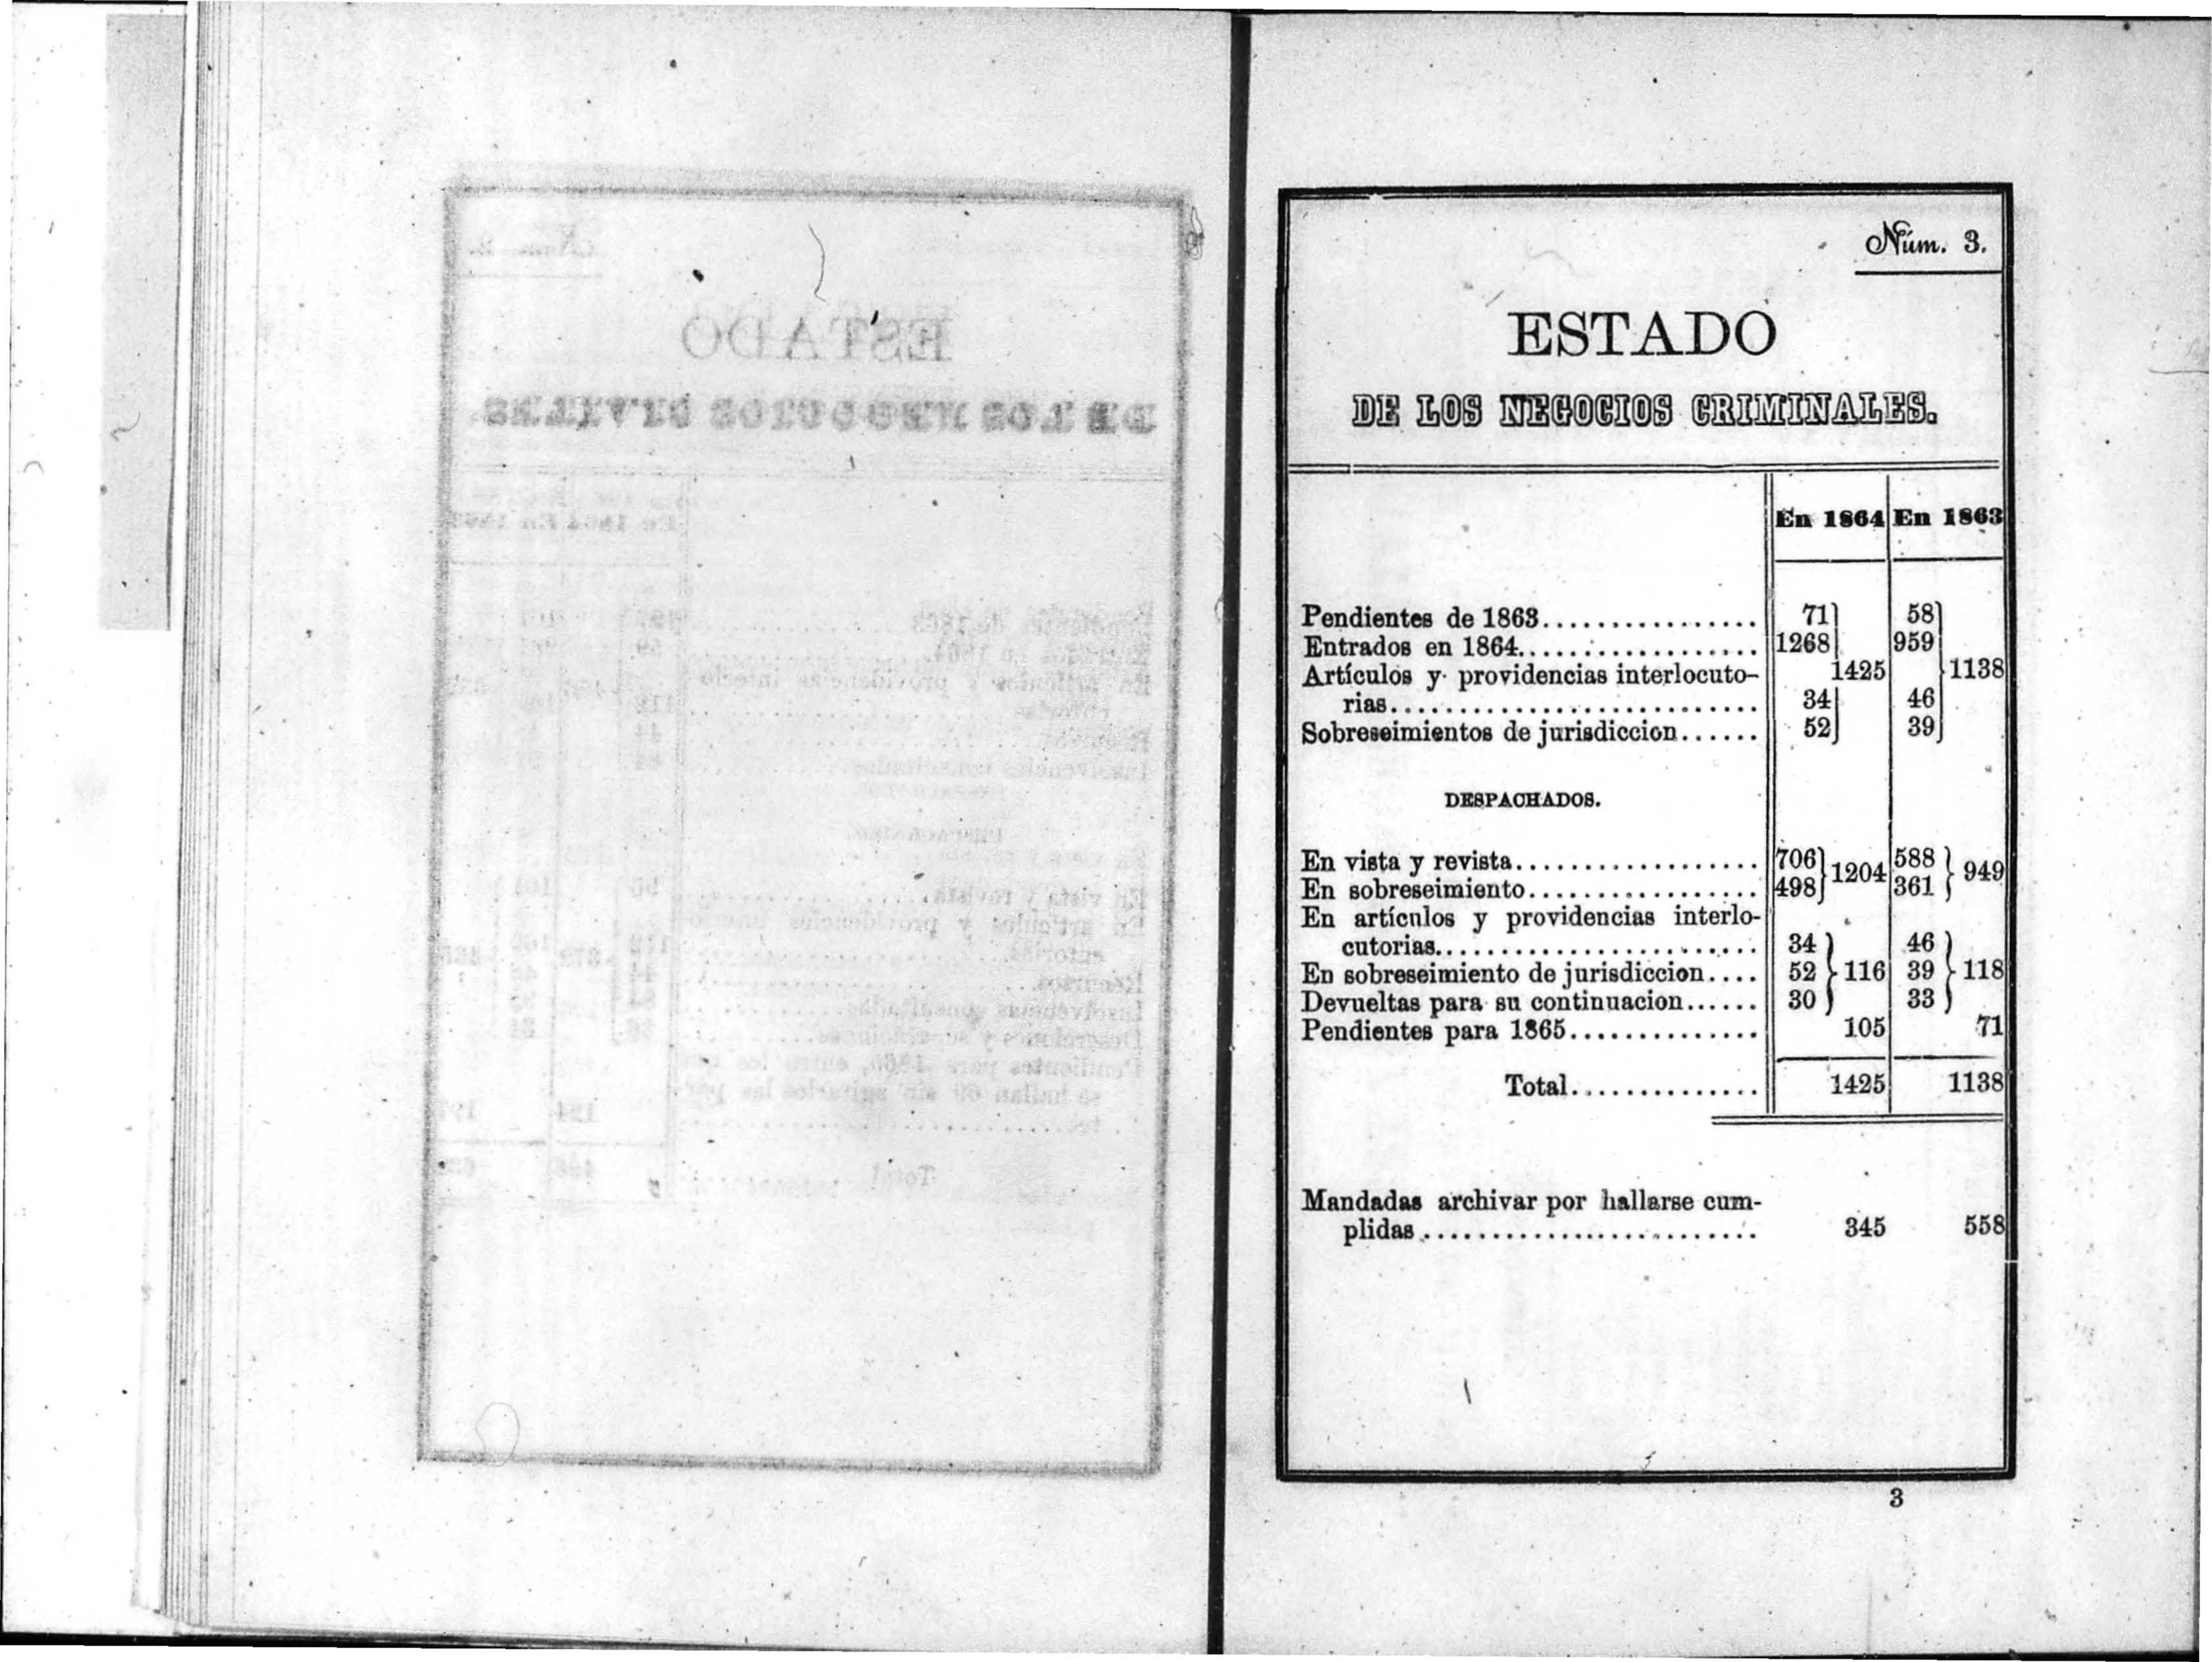 Núm. 3.
ESTADO
DE LOS NEGOCIOS CRIMINALES.
En 1864 En 1863
Pendientes de 1863................ 71 58
Entrados en 1864.................. 1268 959
Artículos y providencias interlocuto- 1425 1138
rias........................... 34 46
Sobreseimientos de jurisdiccion...... 52 39
DESPACHADOS.
En vista y revista.................. 706 588
1204 949
En sobreseimiento................. 498 361
En artículos y providencias interlo-
cutorias........................ 34 46
En sobreseimiento de jurisdiccion.... 52 116 39 118
Devueltas para su continuacion...... 30 33
Pendientes para 1865.............. 105 71
Total.............. 1425 1138
Mandadas archivar por hallarse cum-
plidas ......................... 345 558
3